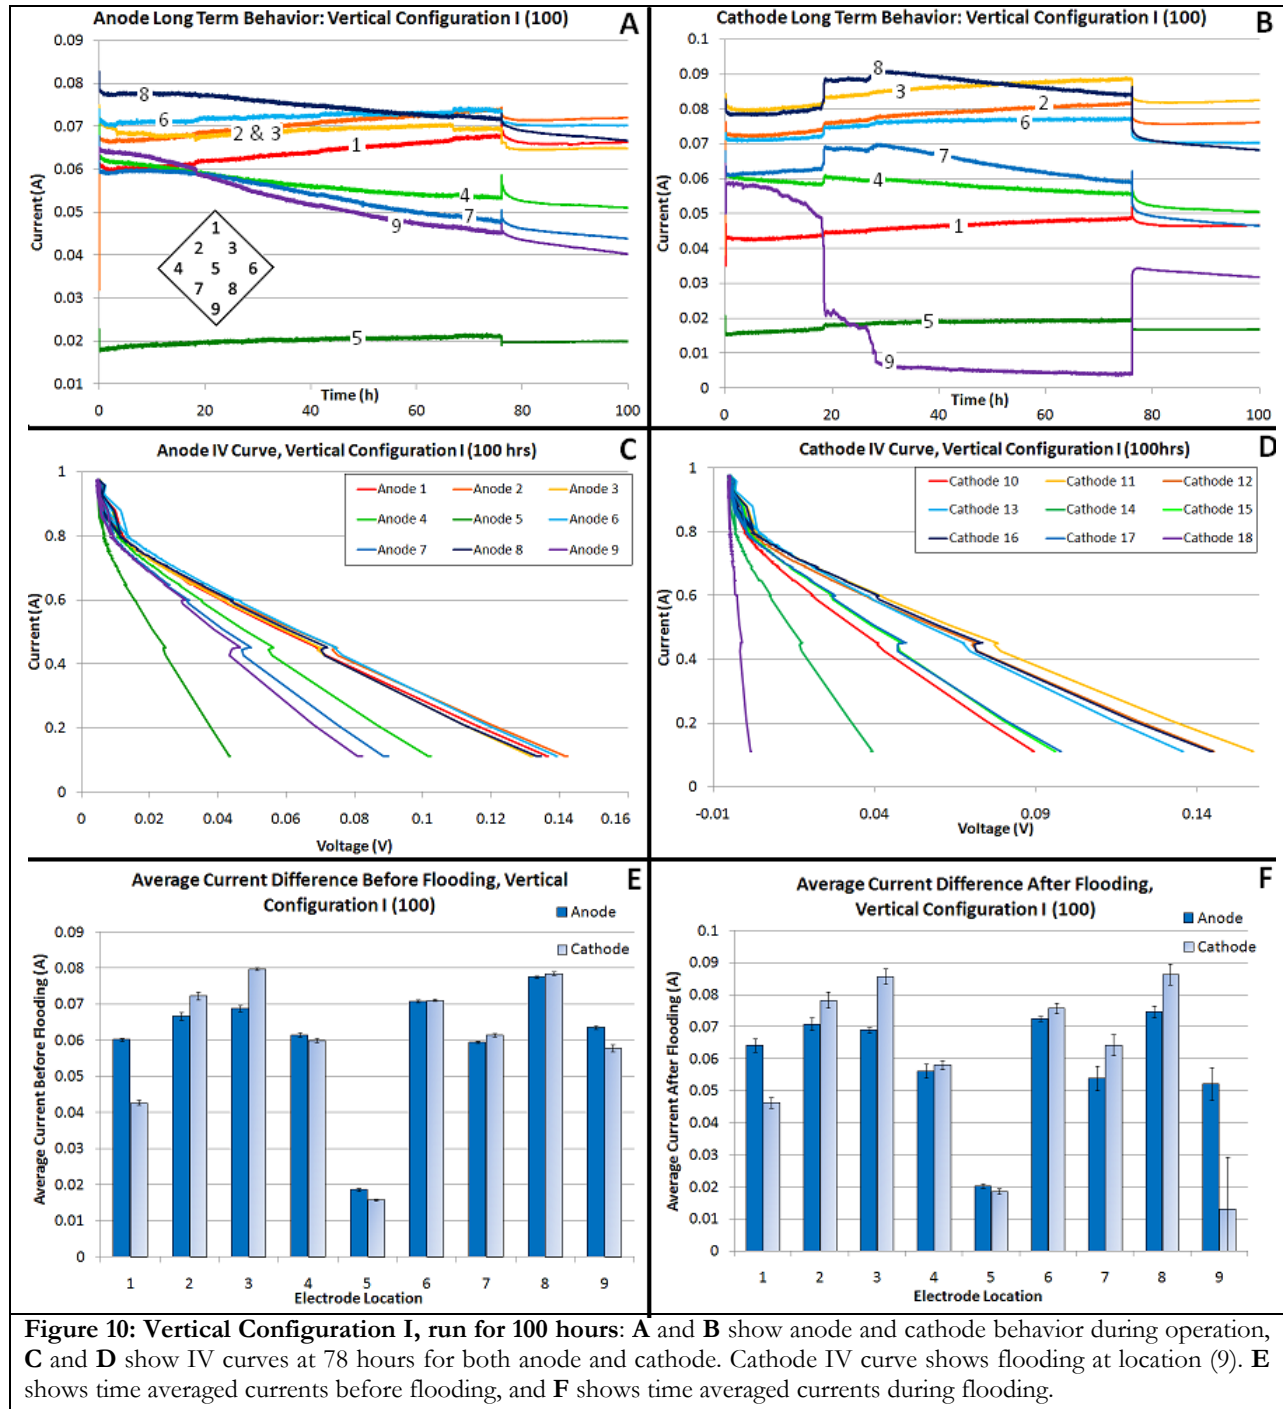 Anode Long Term Behavior: Vertical Configuration I (100)
A
0.09
0.08
0.07
0.06
0.05
0.04
0.03
0.02
0.01
Current (A)
8
6
2 & 3
1
4
7
9
5
1
2 3
4 5 6
7 8
9
0 20 40 60 80 100
Time (h)
Cathode Long Term Behavior: Vertical Configuration I (100)
B
0.1
0.09
0.08
0.07
0.06
0.05
0.04
0.03
0.02
0.01
0
Current (A)
8
3
2
6
7
4
1
5
9
0 20 40 60 80 100
Time (h)
Anode IV Curve, Vertical Configuration I (100 hrs)
C
1
0.8
0.6
0.4
0.2
0
Current (A)
Anode 1 Anode 2 Anode 3
Anode 4 Anode 5 Anode 6
Anode 7 Anode 8 Anode 9
0 0.02 0.04 0.06 0.08 0.1 0.12 0.14 0.16
Voltage (V)
Cathode IV Curve, Vertical Configuration I (100hrs)
D
1
0.8
0.6
0.4
0.2
0
Current (A)
Cathode 10 Cathode 11 Cathode 12
Cathode 13 Cathode 14 Cathode 15
Cathode 16 Cathode 17 Cathode 18
-0.01 0.04 0.09 0.14
Voltage (V)
Average Current Difference Before Flooding, Vertical
Configuration I (100)
E
Anode
Cathode
0.09
0.08
0.07
0.06
0.05
0.04
0.03
0.02
0.01
0
Average Current Before Flooding (A)
1 2 3 4 5 6 7 8 9
Electrode Location
Average Current Difference After Flooding,
Vertical Configuration I (100)
F
Anode
Cathode
0.1
0.09
0.08
0.07
0.06
0.05
0.04
0.03
0.02
0.01
0
Average Current After Flooding (A)
1 2 3 4 5 6 7 8 9
Electrode Location
Figure 10: Vertical Configuration I, run for 100 hours: A and B show anode and cathode behavior during operation,
C and D show IV curves at 78 hours for both anode and cathode. Cathode IV curve shows flooding at location (9). E
shows time averaged currents before flooding, and F shows time averaged currents during flooding.